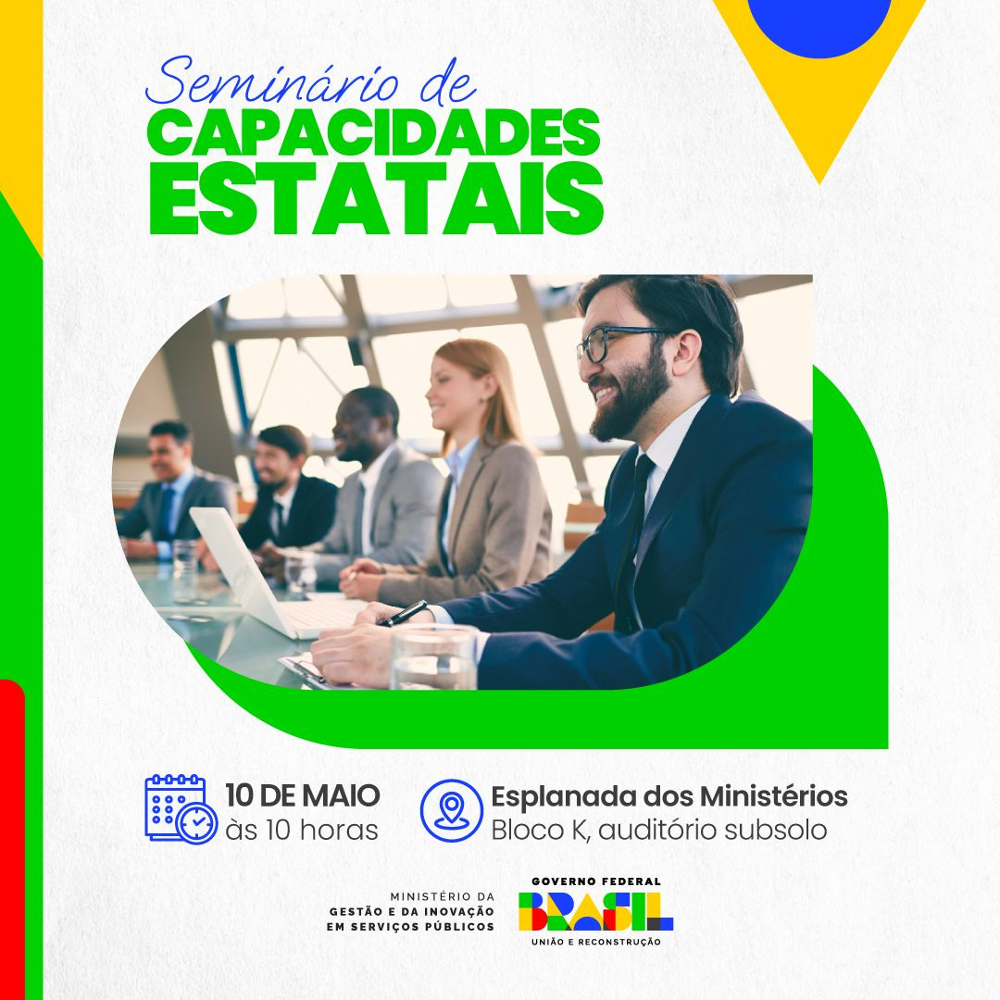 Seminário de
CAPACIDADES
ESTATAIS
10 DE MAIO
às 10 horas
Esplanada dos Ministérios
Bloco K, auditório subsolo
MINISTÉRIO DA
GESTÃO E DA INOVAÇÃO
EM SERVIÇOS PÚBLICOS
GOVERNO FEDERAL
BRASIL
UNIÃO E RECONSTRUÇÃO